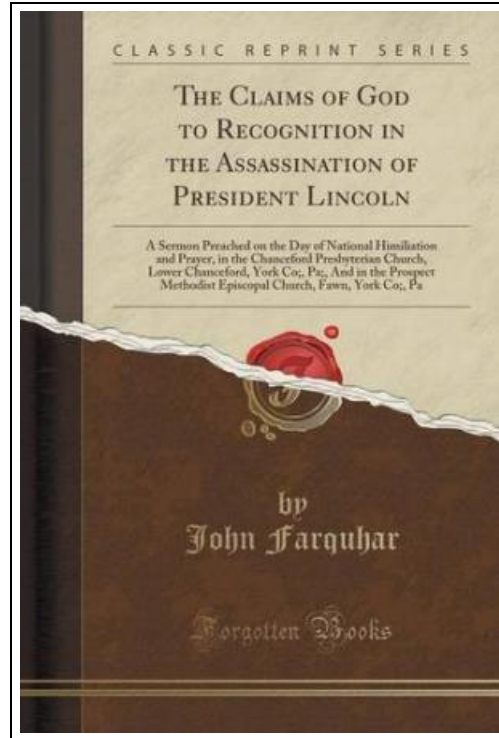 CLASSIC REPRINT SERIES
THE CLAIMS OF GOD
TO RECOGNITION IN
THE ASSASSINATION OF
PRESIDENT LINCOLN
A Sermon Preached on the Day of National Himiliation
and Prayer, in the Chanceford Presbyterian Church,
Lower Chanceford, York Co;, Pa;, And in the Prospect
Methodist Episcopal Church, Fawn, York Co;, Pa
by
John Farquhar
Forgotten Books